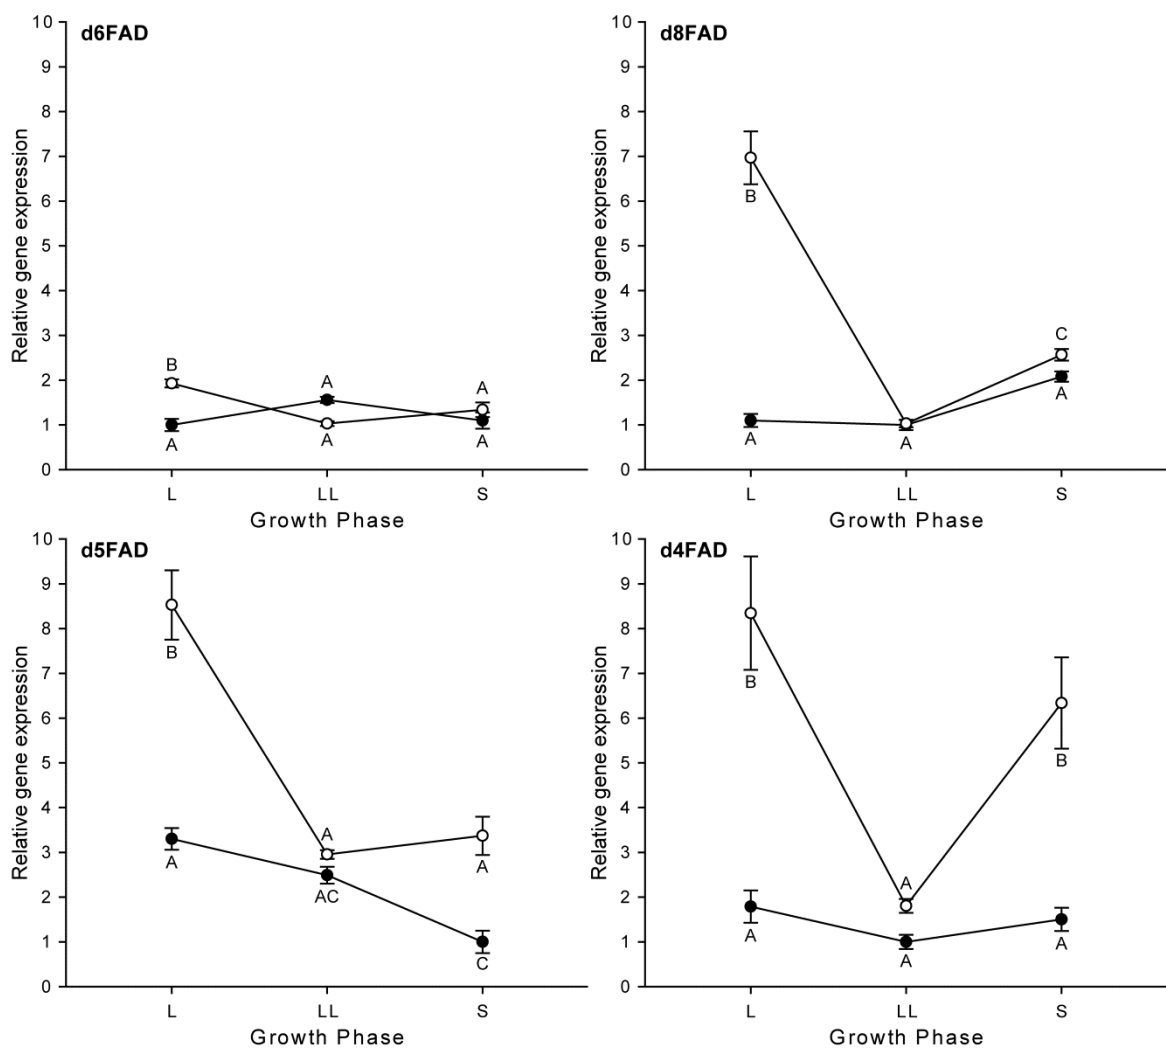 d6FAD
Relative gene expression
10
9
8
7
6
5
4
3
2
1
0
B
A
A
A
A
A
L
LL
S
Growth Phase
d8FAD
Relative gene expression
10
9
8
7
6
5
4
3
2
1
0
B
A
A
C
A
L
LL
S
Growth Phase
d5FAD
Relative gene expression
10
9
8
7
6
5
4
3
2
1
0
B
A
A
AC
A
C
L
LL
S
Growth Phase
d4FAD
Relative gene expression
10
9
8
7
6
5
4
3
2
1
0
B
A
A
A
B
A
L
LL
S
Growth Phase